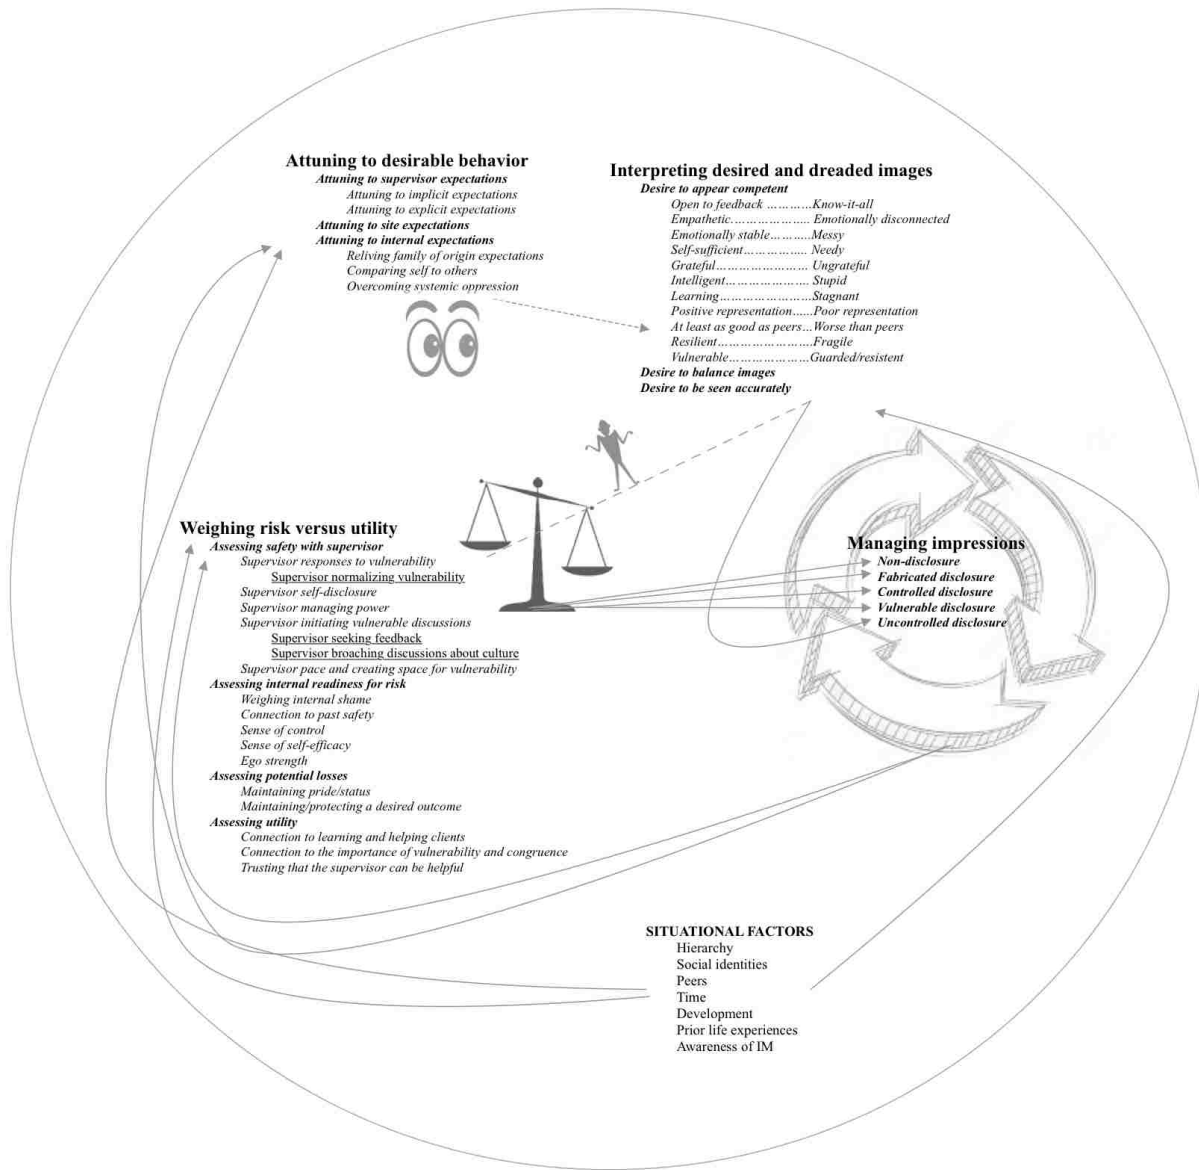 Attuning to desirable behavior
Attuning to supervisor expectations
Attuning to implicit expectations
Attuning to explicit expectations
Attuning to site expectations
Attuning to internal expectations
Reliving family of origin expectations
Comparing self to others
Overcoming systemic oppression
Interpreting desired and dreaded images
Desire to appear competent
Open to feedback …………Know-it-all
Empathetic.……………….. Emotionally disconnected
Emotionally stable………..Messy
Self-sufficient…………….. Needy
Grateful…………………… Ungrateful
Intelligent…………………. Stupid
Learning……………………Stagnant
Positive representation……Poor representation
At least as good as peers…Worse than peers
Resilient…………………….Fragile
Vulnerable…………………Guarded/resistent
Desire to balance images
Desire to be seen accurately
Weighing risk versus utility
Assessing safety with supervisor
Supervisor responses to vulnerability
Supervisor normalizing vulnerability
Supervisor self-disclosure
Supervisor managing power
Supervisor initiating vulnerable discussions
Supervisor seeking feedback
Supervisor broaching discussions about culture
Supervisor pace and creating space for vulnerability
Assessing internal readiness for risk
Weighing internal shame
Connection to past safety
Sense of control
Sense of self-efficacy
Ego strength
Assessing potential losses
Maintaining pride/status
Maintaining/protecting a desired outcome
Assessing utility
Connection to learning and helping clients
Connection to the importance of vulnerability and congruence
Trusting that the supervisor can be helpful
Managing impressions
Non-disclosure
Fabricated disclosure
Controlled disclosure
Vulnerable disclosure
Uncontrolled disclosure
SITUATIONAL FACTORS
Hierarchy
Social identities
Peers
Time
Development
Prior life experiences
Awareness of IM